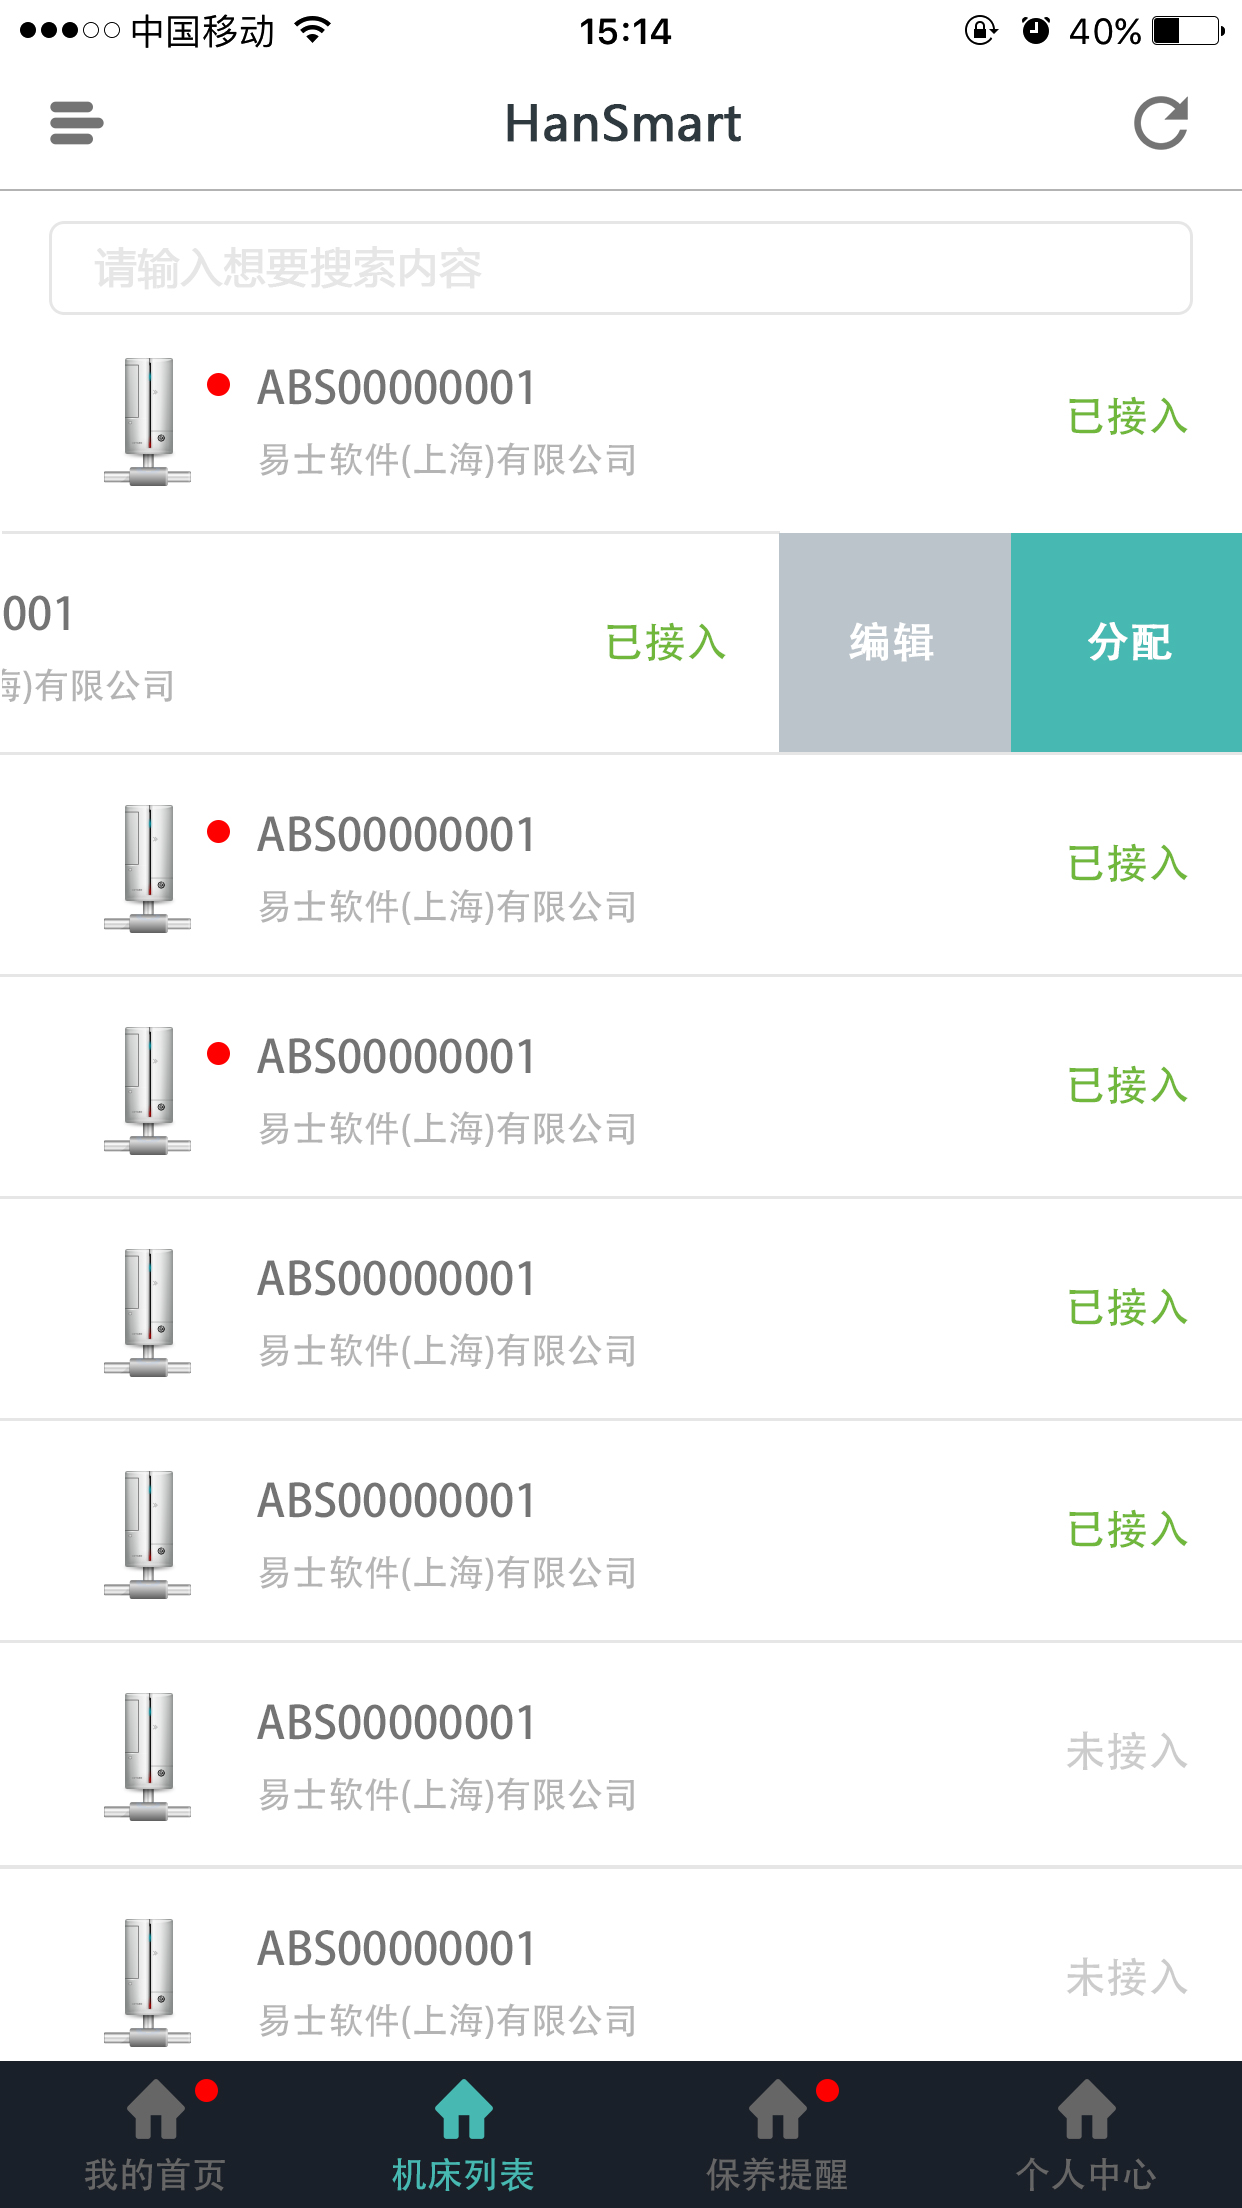 中国移动 15:14 40%
HanSmart
请输入想要搜索内容
ABS00000001
易士软件(上海)有限公司
已接入
001
海)有限公司
已接入
编辑
分配
ABS00000001
易士软件(上海)有限公司
已接入
ABS00000001
易士软件(上海)有限公司
已接入
ABS00000001
易士软件(上海)有限公司
已接入
ABS00000001
易士软件(上海)有限公司
已接入
ABS00000001
易士软件(上海)有限公司
未接入
ABS00000001
易士软件(上海)有限公司
未接入
我的首页 机床列表 保养提醒 个人中心